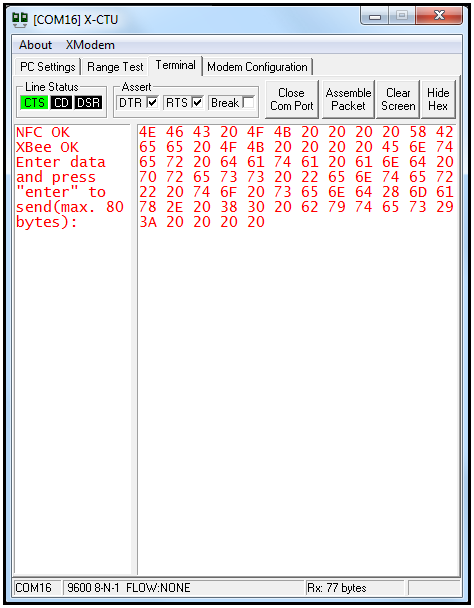 [COM16] X-CTU
About XModem
PC Settings Range Test Terminal Modem Configuration
Line Status
CTS CD DSR
Assert
DTR RTS Break
Close
Com Port
Assemble
Packet
Clear
Screen
Hide
Hex
NFC OK
XBee OK
Enter data
and press
"enter" to
send(max. 80
bytes):
4E 46 43 20 4F 4B 20 20 20 20 58 42
65 65 20 4F 4B 20 20 20 20 45 6E 74
65 72 20 64 61 74 61 20 61 6E 64 20
70 72 65 73 73 20 22 65 6E 74 65 72
22 20 74 6F 20 73 65 6E 64 28 6D 61
78 2E 20 38 30 20 62 79 74 65 73 29
3A 20 20 20 20
COM16 9600 8-N-1 FLOW:NONE Rx: 77 bytes